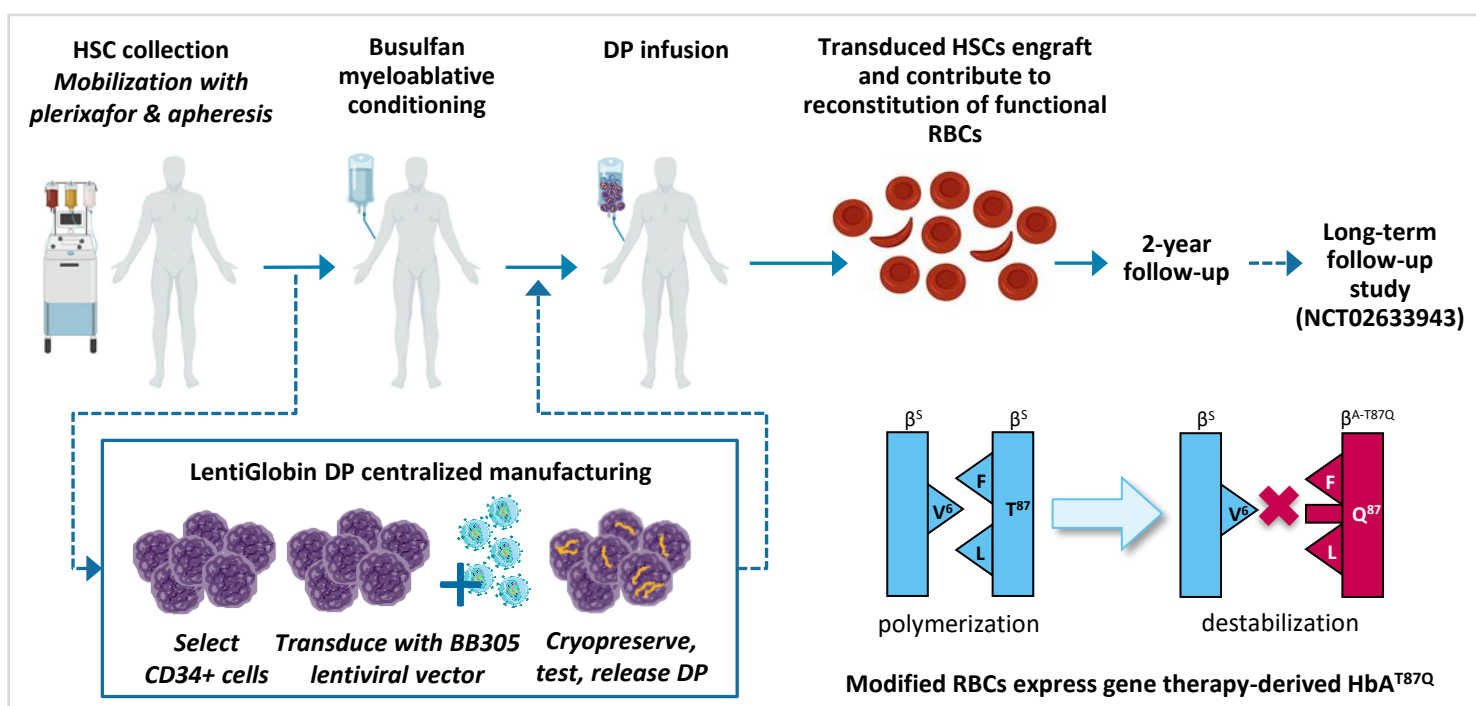 HSC collection
Mobilization with
plerixafor & apheresis
Busulfan
myeloablative
conditioning
DP infusion
Transduced HSCs engraft
and contribute to
reconstitution of functional
RBCs
2-year
follow-up
Long-term
follow-up
study
(NCT02633943)
LentiGlobin DP centralized manufacturing
Select
CD34+ cells
Transduce with BB305
lentiviral vector
Cryopreserve,
test, release DP
βS
βS
V6
F
T87
L
polymerization
βS
βA-T87Q
V6
F
Q87
L
destabilization
Modified RBCs express gene therapy-derived HbAT87Q